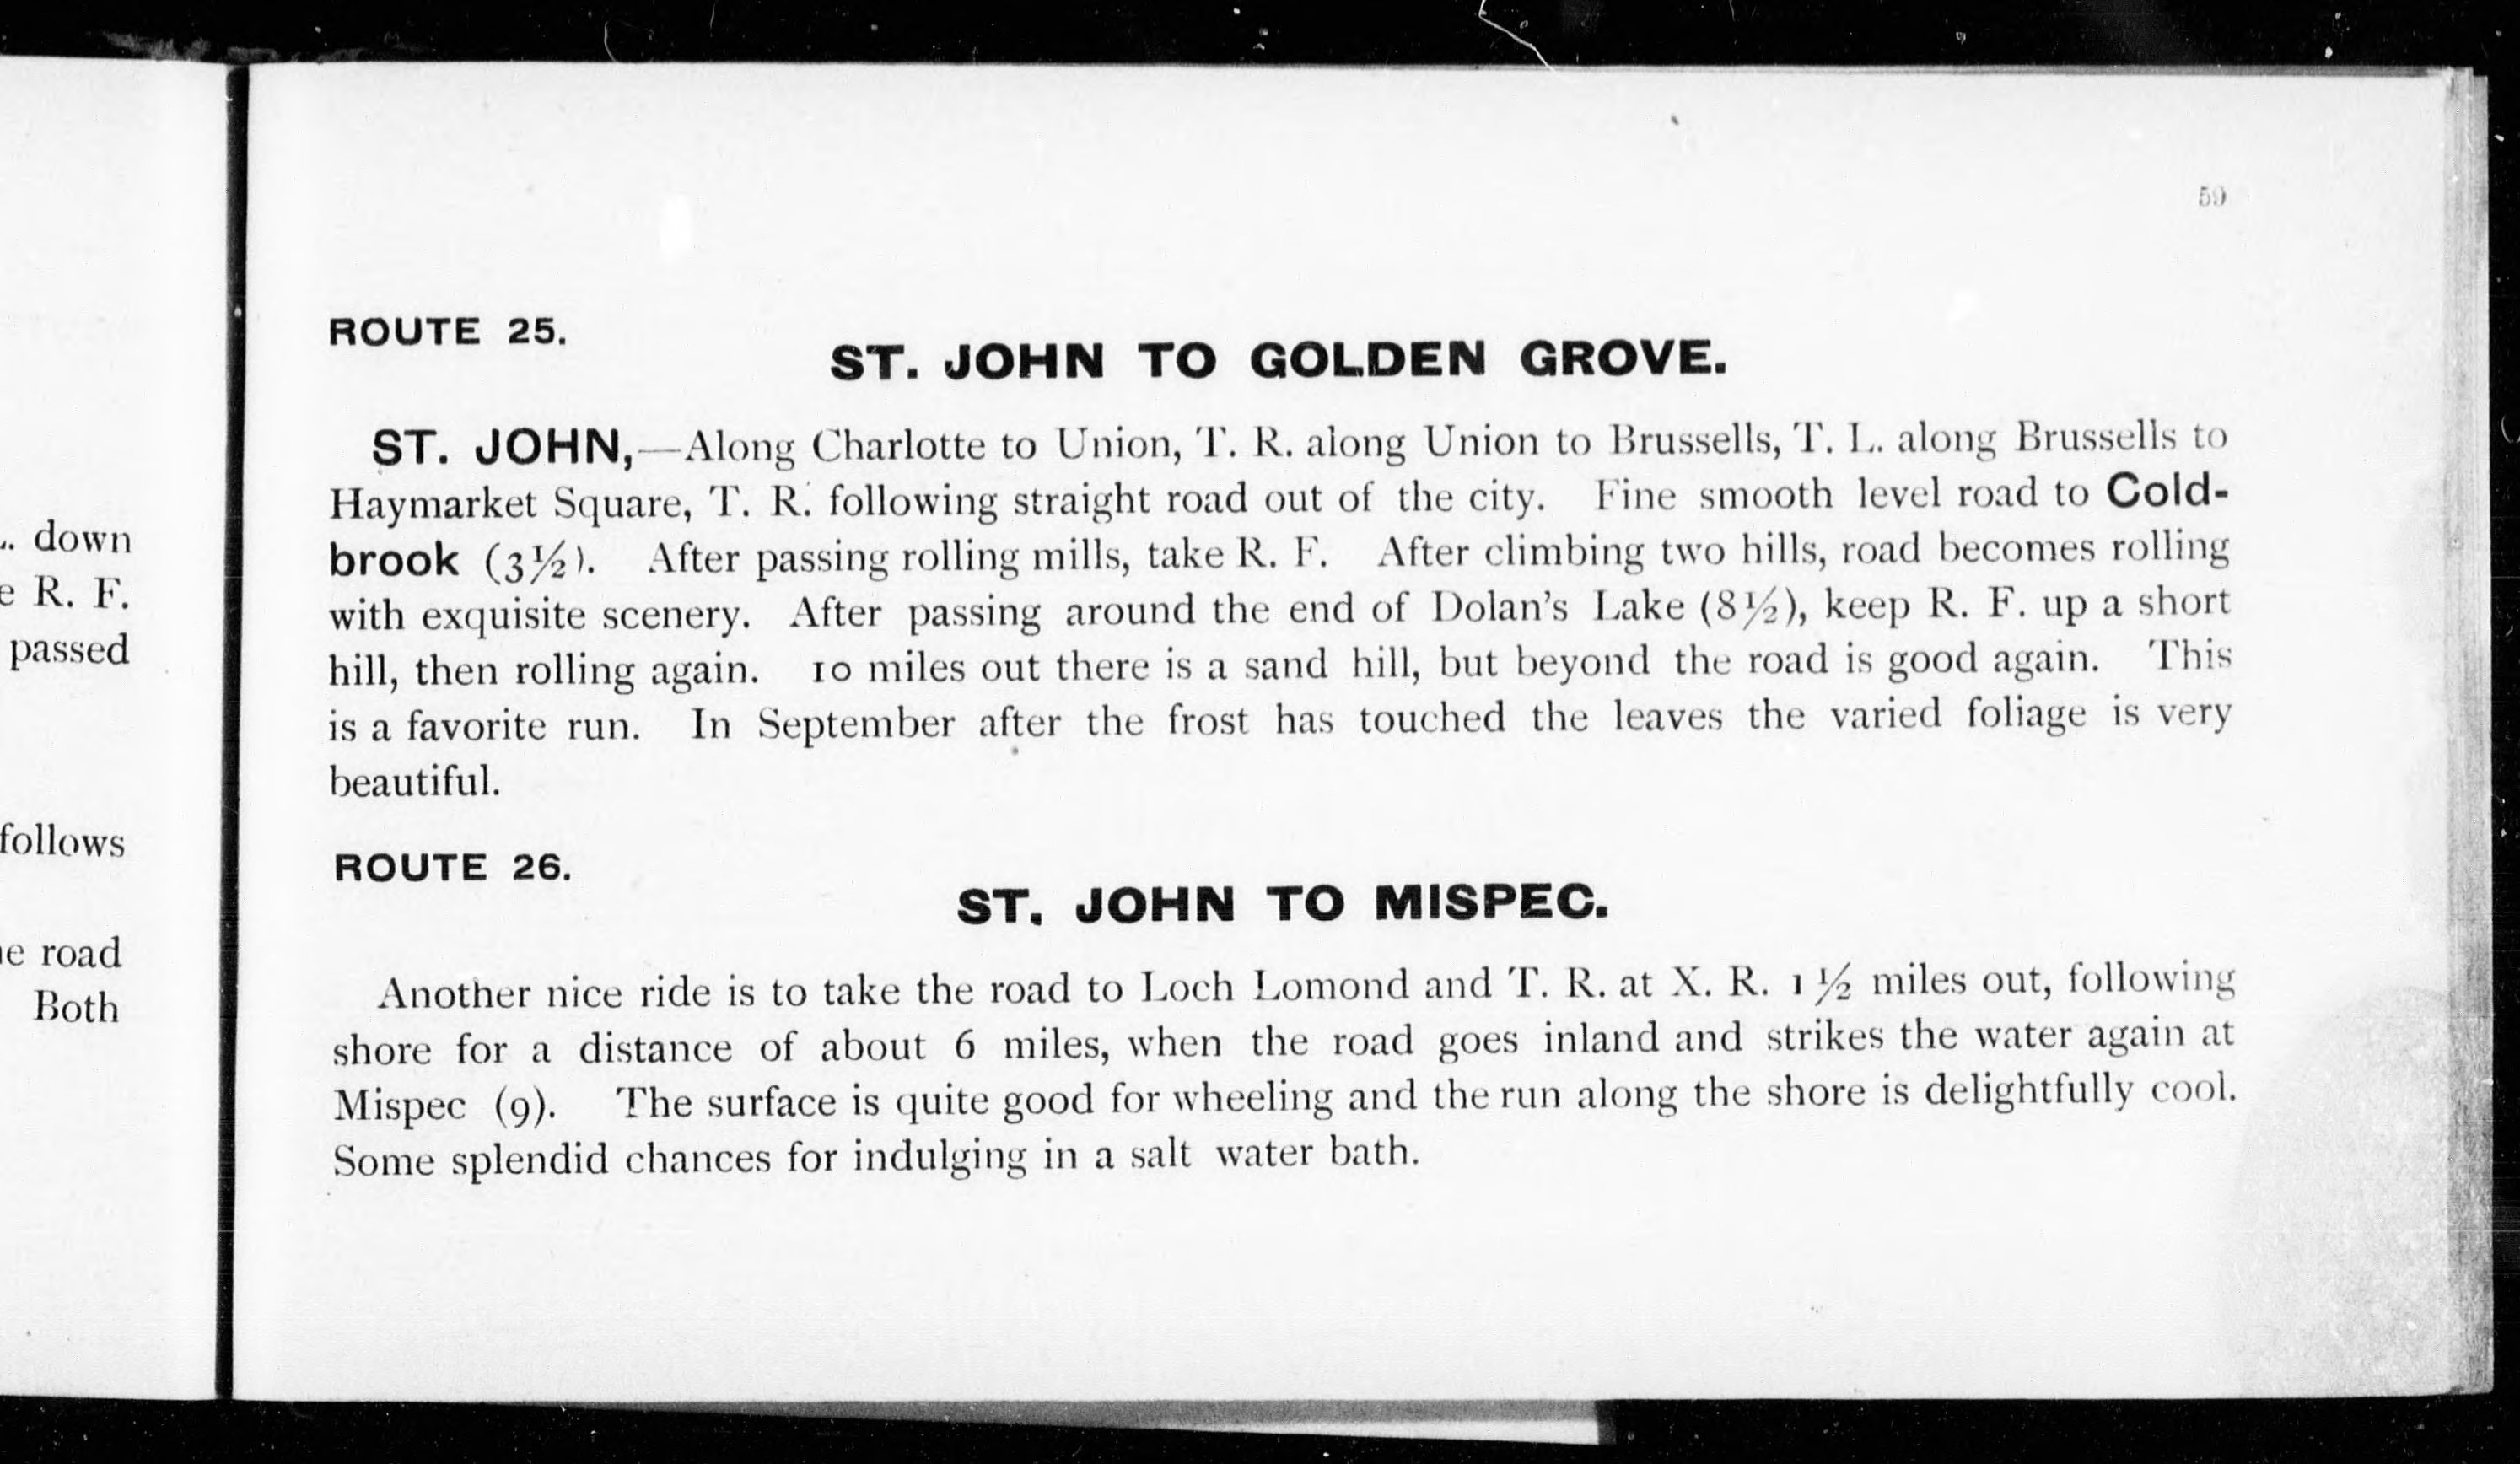 59
.. down
e R. F.
passed
follows
e road
Both
ROUTE 25.
ST. JOHN TO GOLDEN GROVE.
ST. JOHN,—Along Charlotte to Union, T. R. along Union to Brussells, T. L. along Brussells to
Haymarket Square, T. R. following straight road out of the city. Fine smooth level road to Cold-
brook (3½). After passing rolling mills, take R. F. After climbing two hills, road becomes rolling
with exquisite scenery. After passing around the end of Dolan's Lake (8½), keep R. F. up a short
hill, then rolling again. 10 miles out there is a sand hill, but beyond the road is good again. This
is a favorite run. In September after the frost has touched the leaves the varied foliage is very
beautiful.
ROUTE 26.
ST. JOHN TO MISPEC.
Another nice ride is to take the road to Loch Lomond and T. R. at X. R. 1½ miles out, following
shore for a distance of about 6 miles, when the road goes inland and strikes the water again at
Mispec (9). The surface is quite good for wheeling and the run along the shore is delightfully cool.
Some splendid chances for indulging in a salt water bath.